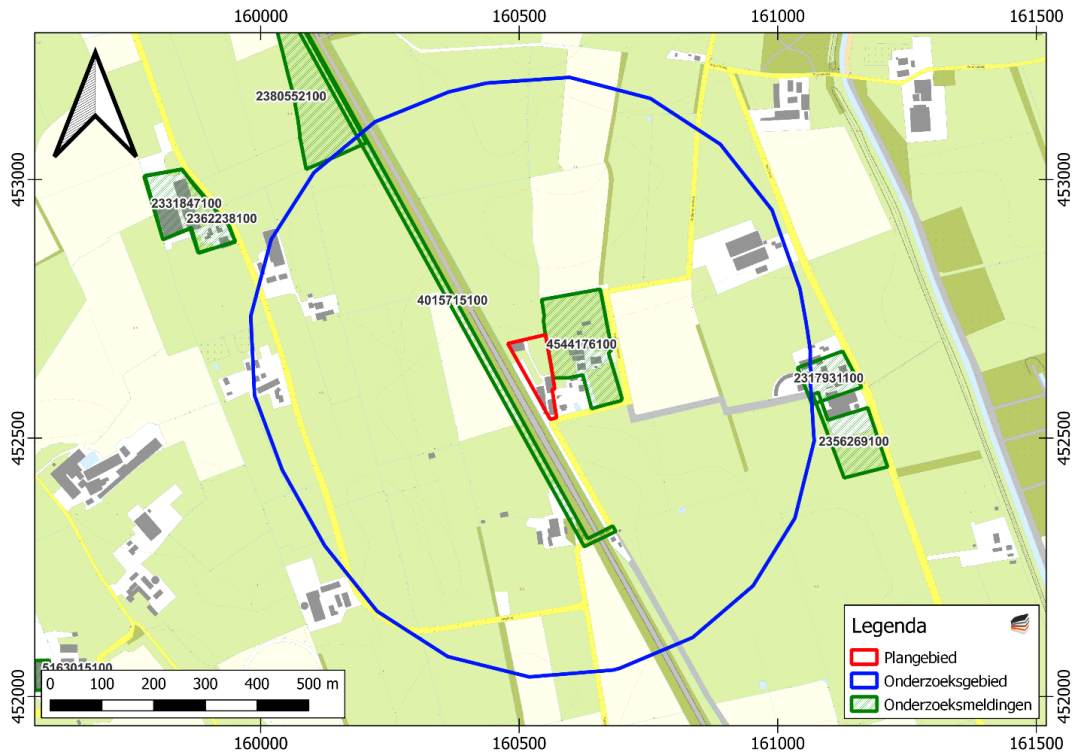 160000 160500 161000 161500
2380552100
453000 453000
2331847100
2362238100
4015715100
4544176100
2317931100
452500 452500
2356269100
Legenda
Plangebied
Onderzoeksgebied
Onderzoeksmeldingen
5163015100
0 100 200 300 400 500 m
452000 452000
160000 160500 161000 161500